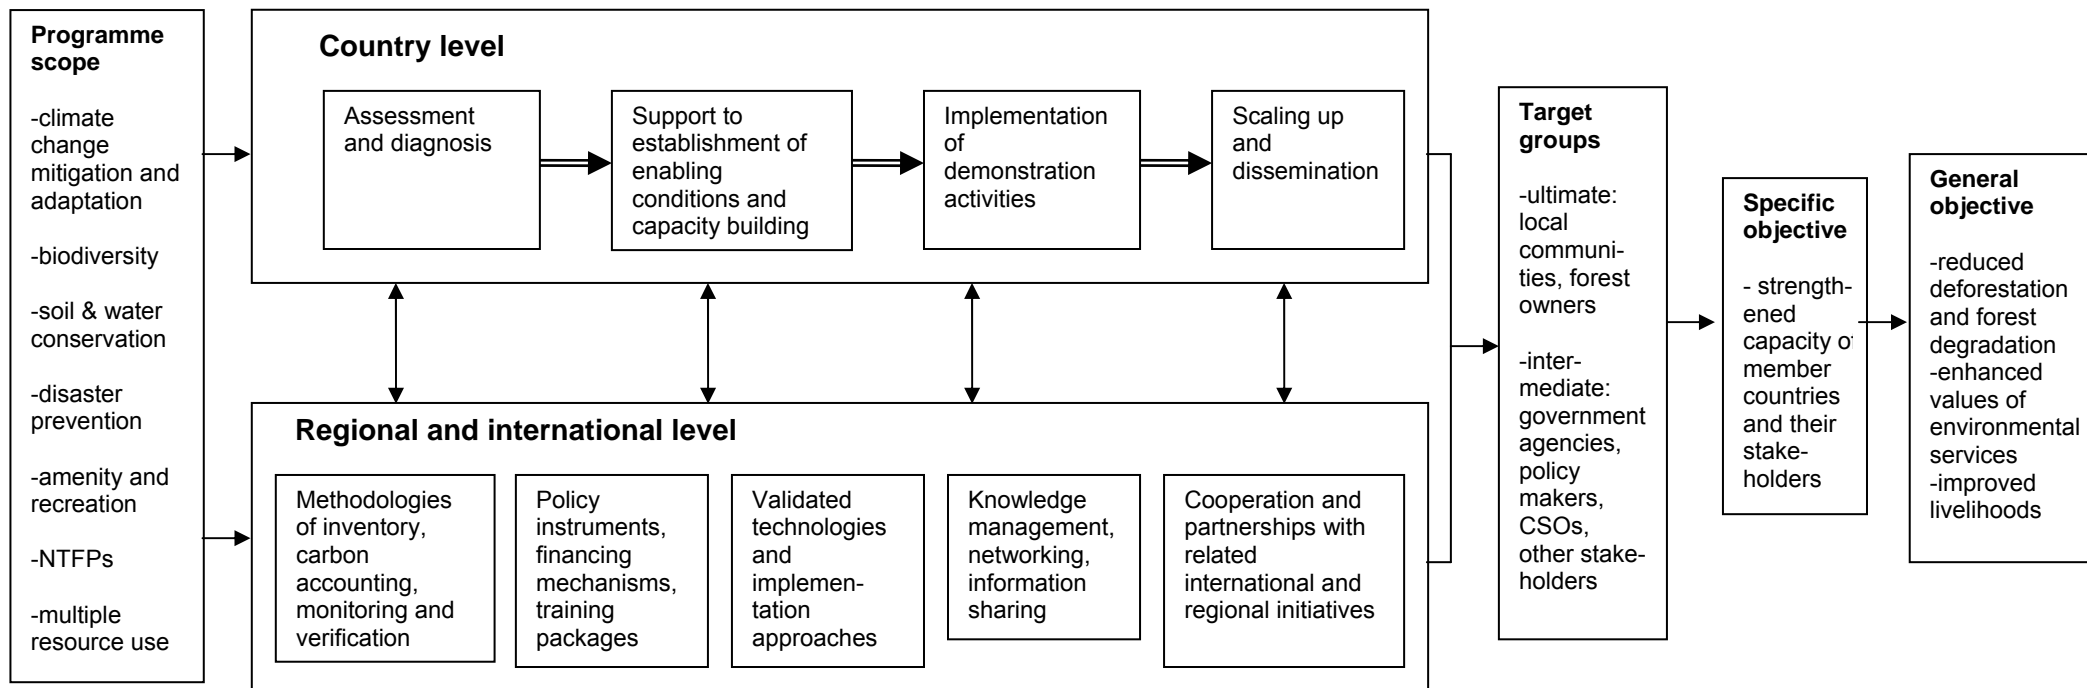 Programme
scope
-climate
change
mitigation and
adaptation
-biodiversity
-soil & water
conservation
-disaster
prevention
-amenity and
recreation
-NTFPs
-multiple
resource use
Country level
Assessment
and diagnosis
Support to
establishment of
enabling
conditions and
capacity building
Implementation
of
demonstration
activities
Scaling up
and
dissemination
Regional and international level
Methodologies
of inventory,
carbon
accounting,
monitoring and
verification
Policy
instruments,
financing
mechanisms,
training
packages
Validated
technologies
and
implemen-
tation
approaches
Knowledge
management,
networking,
information
sharing
Cooperation and
partnerships with
related
international and
regional initiatives
Target
groups
-ultimate:
local
communi-
ties, forest
owners
-inter-
mediate:
government
agencies,
policy
makers,
CSOs,
other stake-
holders
Specific
objective
- strength-
ened
capacity of
member
countries
and their
stake-
holders
General
objective
-reduced
deforestation
and forest
degradation
-enhanced
values of
environmental
services
-improved
livelihoods